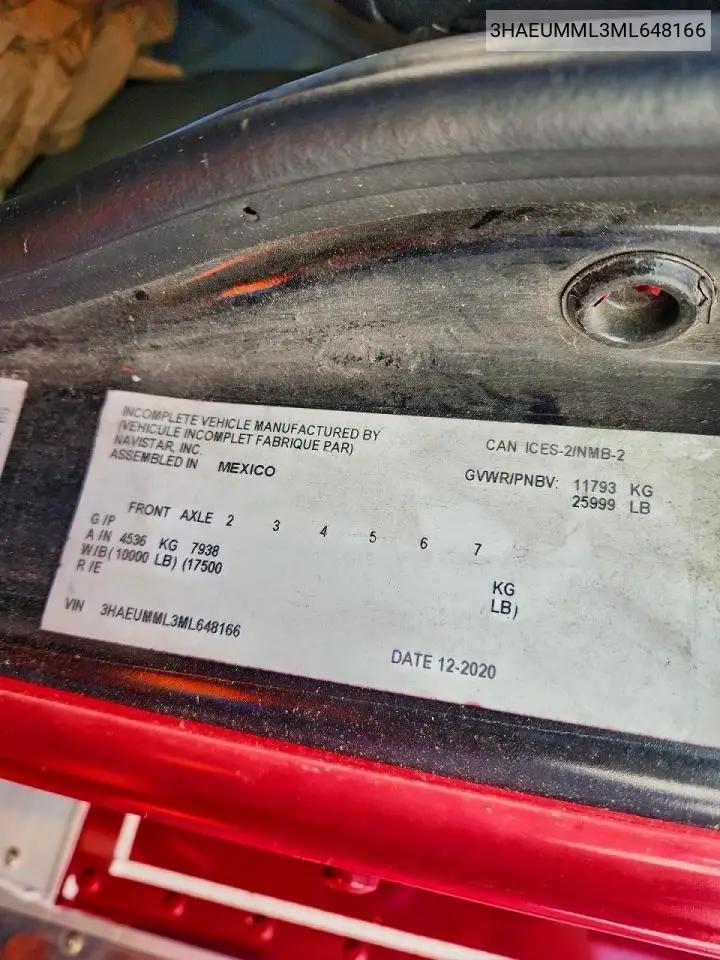 3HAEUMML3ML648166
INCOMPLETE VEHICLE MANUFACTURED BY
(VEHICULE INCOMPLET FABRIQUE PAR)
NAVISTAR, INC.
ASSEMBLED IN MEXICO
CAN ICES-2/NMB-2
GVWR/PNBV: 11793 KG
25999 LB
FRONT AXLE 2 3 4 5 6 7
G/P
A/N 4536 KG 7938 KG
W/B (10000 LB) (17500 LB)
R/E
VIN 3HAEUMML3ML648166
DATE 12-2020